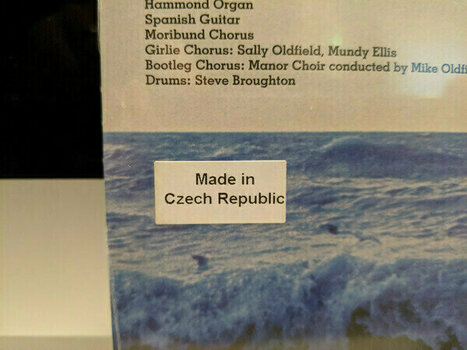 Hammond Organ
Spanish Guitar
Moribund Chorus
Girlie Chorus: Sally Oldfield, Mundy Ellis
Bootleg Chorus: Manor Choir conducted by Mike
Drums: Steve Broughton
Made in
Czech Republic